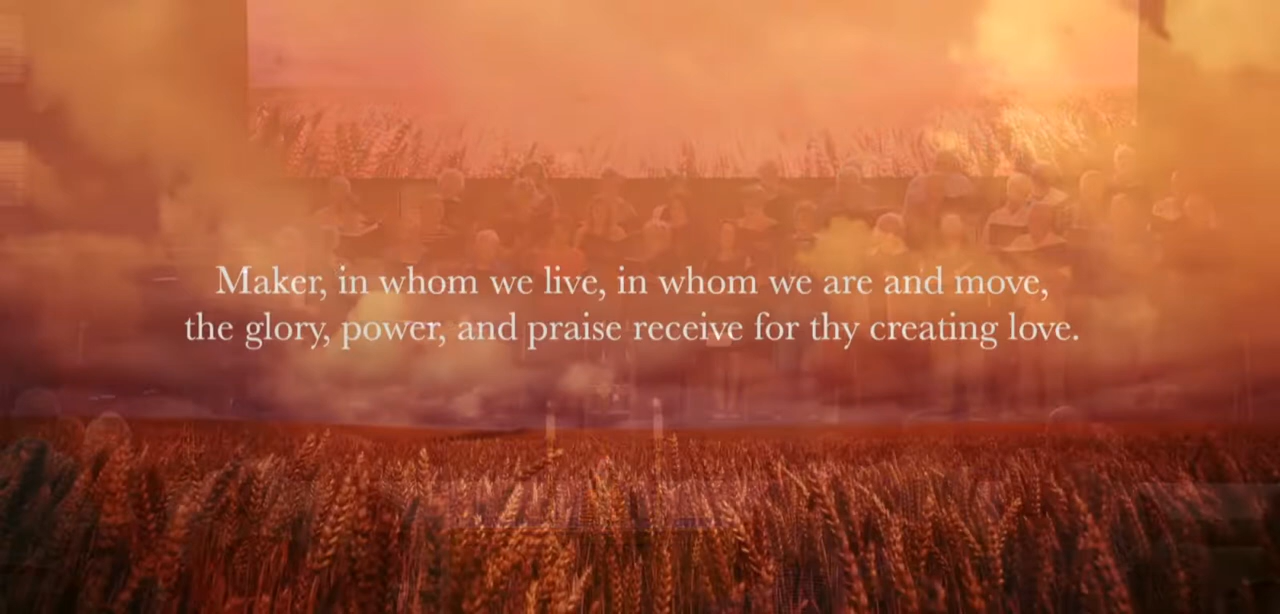 Maker, in whom we live, in whom we are and move,
the glory, power, and praise receive for thy creating love.